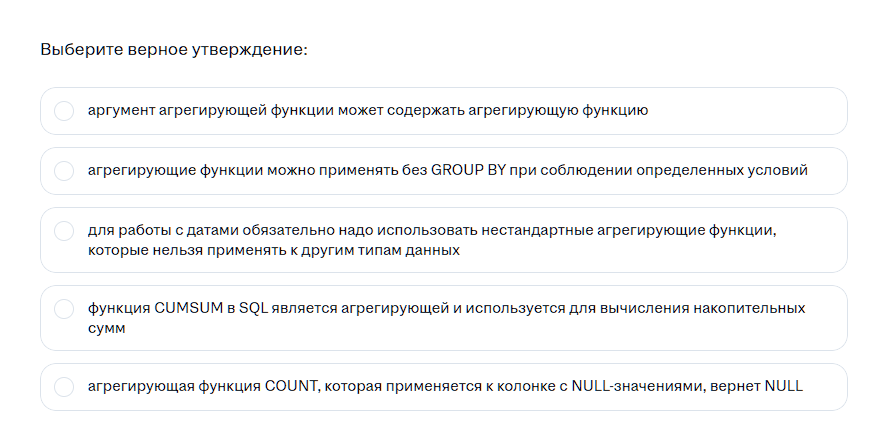 Выберите верное утверждение:
аргумент агрегирующей функции может содержать агрегирующую функцию
агрегирующие функции можно применять без GROUP BY при соблюдении определенных условий
для работы с датами обязательно надо использовать нестандартные агрегирующие функции,
которые нельзя применять к другим типам данных
функция CUMSUM в SQL является агрегирующей и используется для вычисления накопительных
сумм
агрегирующая функция COUNT, которая применяется к колонке с NULL-значениями, вернет NULL